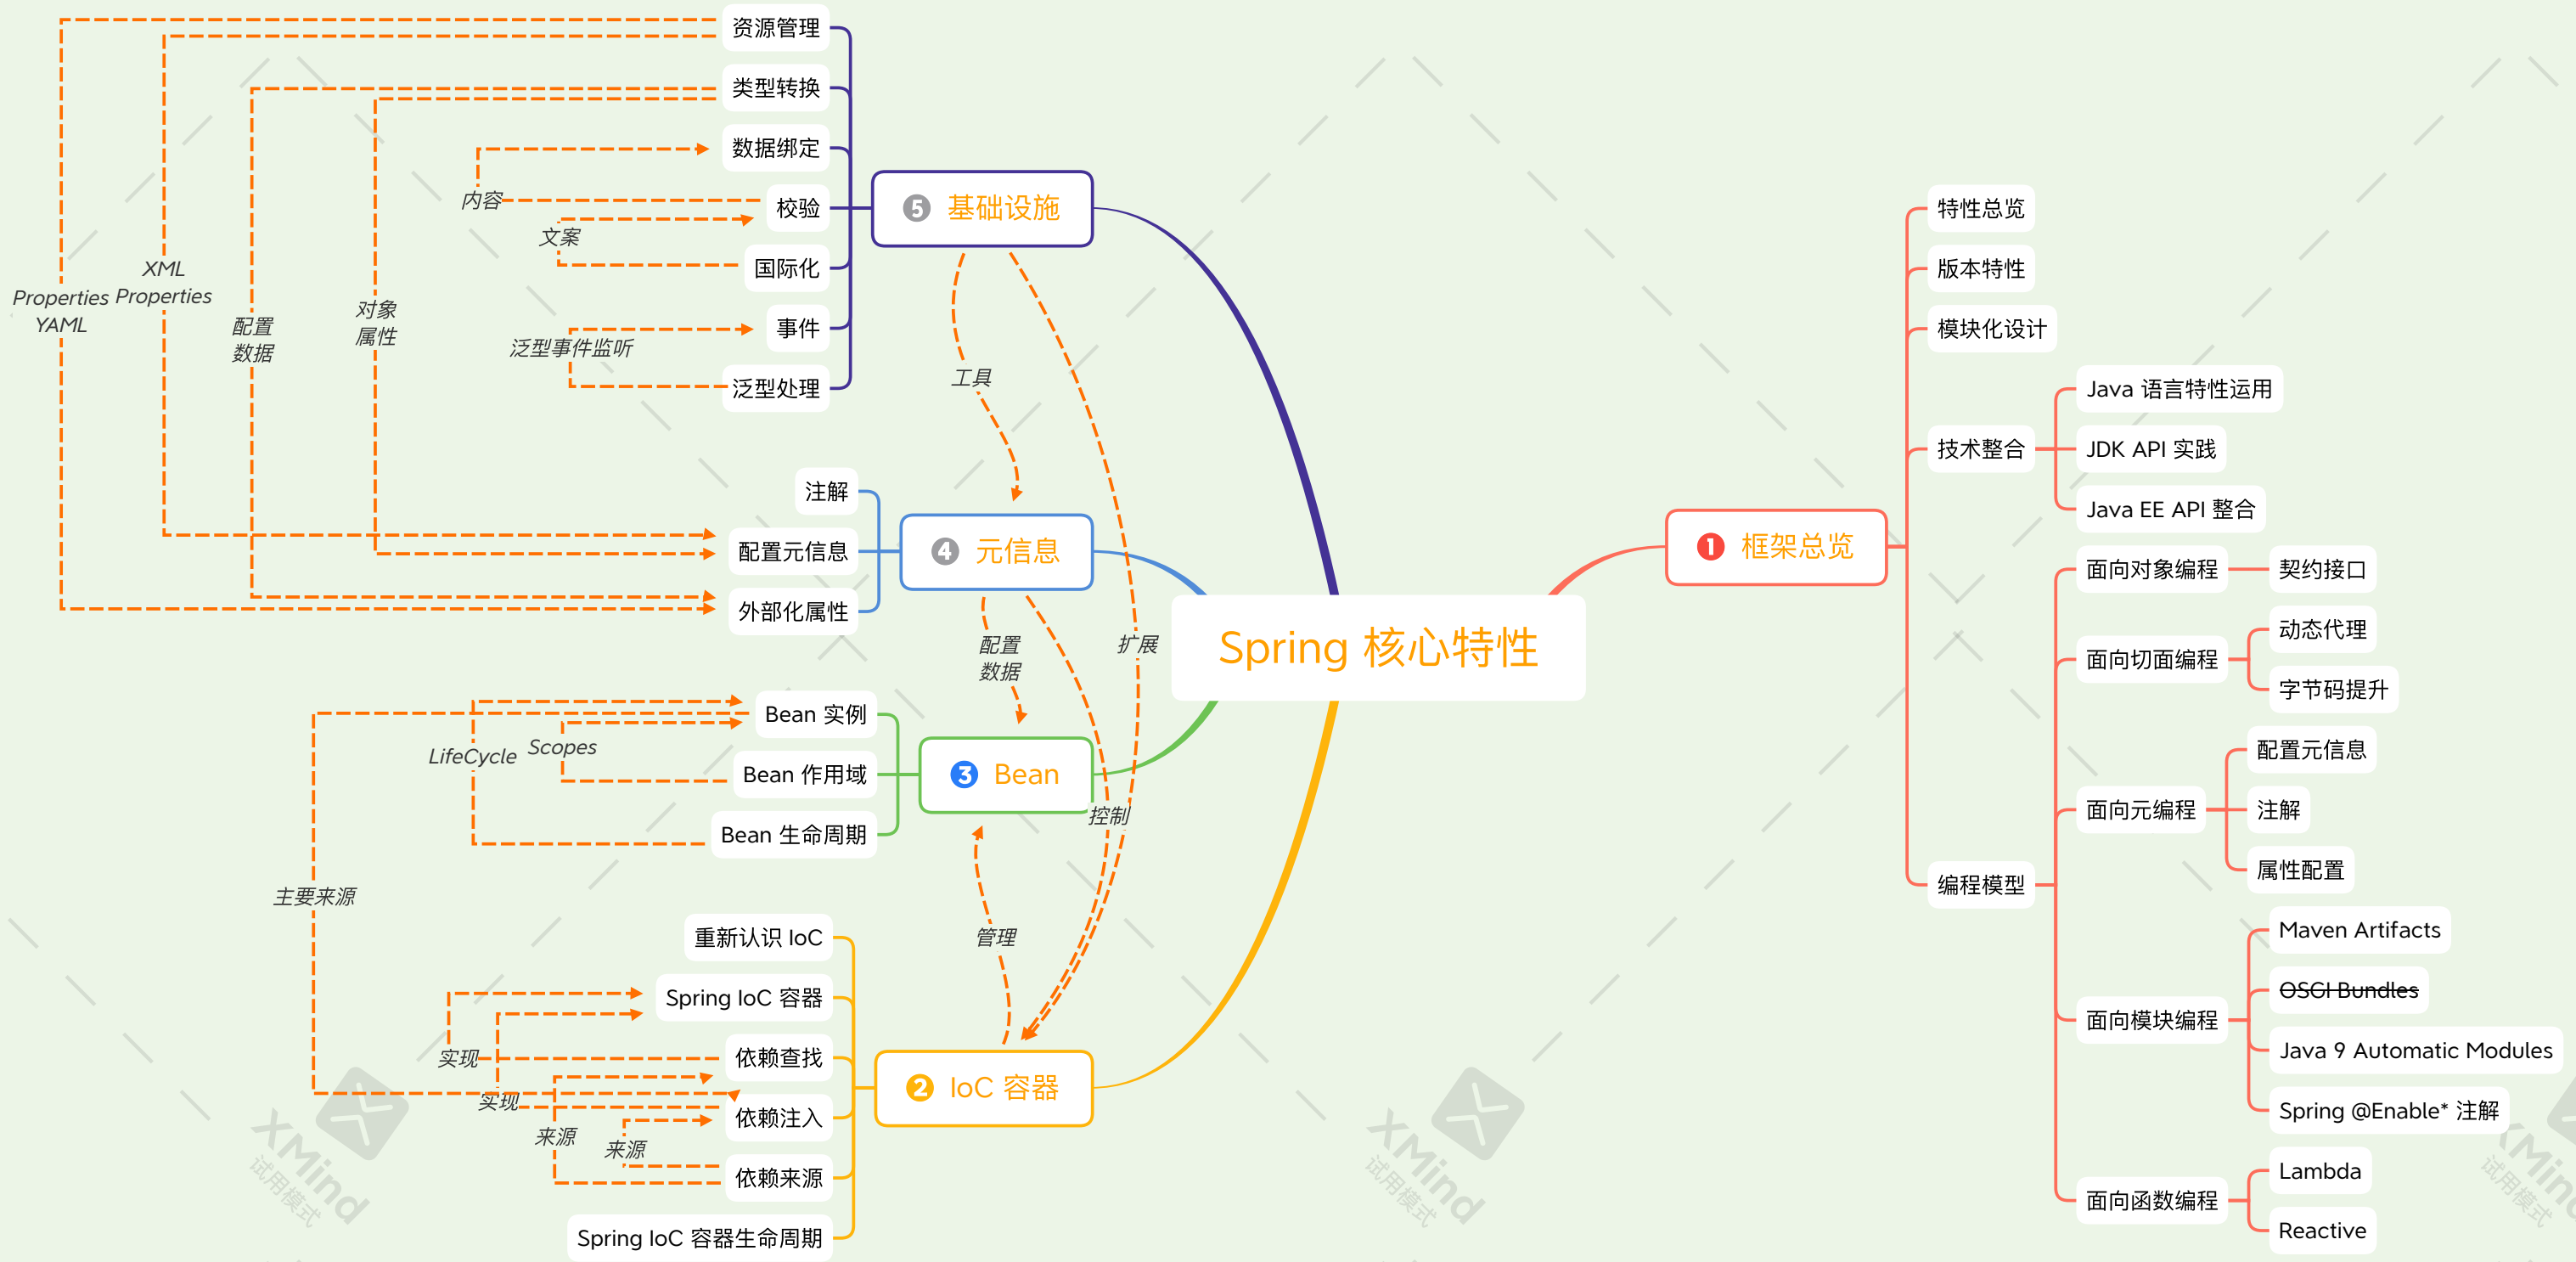 Spring 核心特性
1 框架总览
特性总览
版本特性
模块化设计
技术整合
Java 语言特性运用
JDK API 实践
Java EE API 整合
编程模型
面向对象编程
契约接口
面向切面编程
动态代理
字节码提升
面向元编程
配置元信息
注解
属性配置
面向模块编程
Maven Artifacts
OSGI Bundles
Java 9 Automatic Modules
Spring @Enable* 注解
面向函数编程
Lambda
Reactive
2 IoC 容器
重新认识 IoC
Spring IoC 容器
依赖查找
依赖注入
依赖来源
Spring IoC 容器生命周期
实现
实现
来源
来源
主要来源
管理
3 Bean
Bean 实例
Bean 作用域
Bean 生命周期
LifeCycle
Scopes
控制
4 元信息
注解
配置元信息
外部化属性
配置
数据
扩展
5 基础设施
资源管理
类型转换
数据绑定
校验
国际化
事件
泛型处理
内容
文案
泛型事件监听
工具
Properties
YAML
XML
Properties
配置
数据
对象
属性
XMind
试用模式
XMind
试用模式
XMind
试用模式